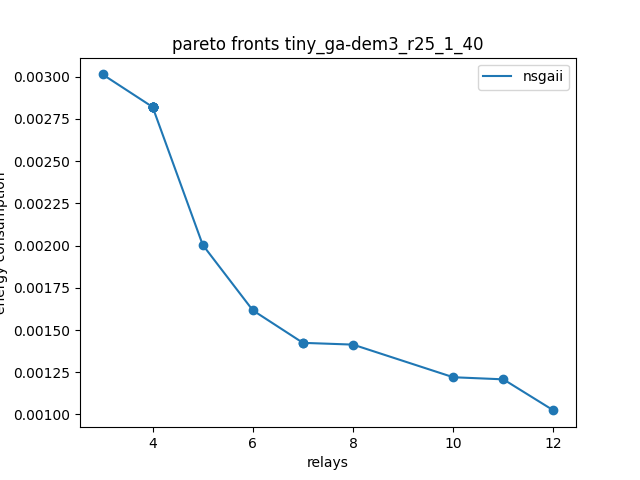 pareto fronts tiny_ga-dem3_r25_1_40
nsgaii
0.00300
0.00275
0.00250
0.00225
0.00200
0.00175
0.00150
0.00125
0.00100
energy consumption
4 6 8 10 12
relays